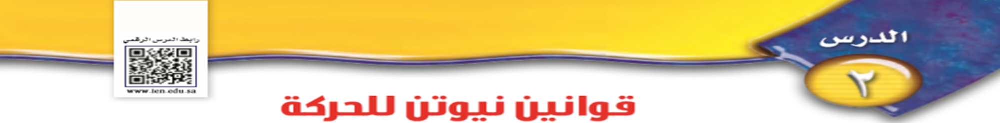 الدرس
٢
رابط الدرس الرقمي
www.ien.edu.sa
قوانين نيوتن للحركة